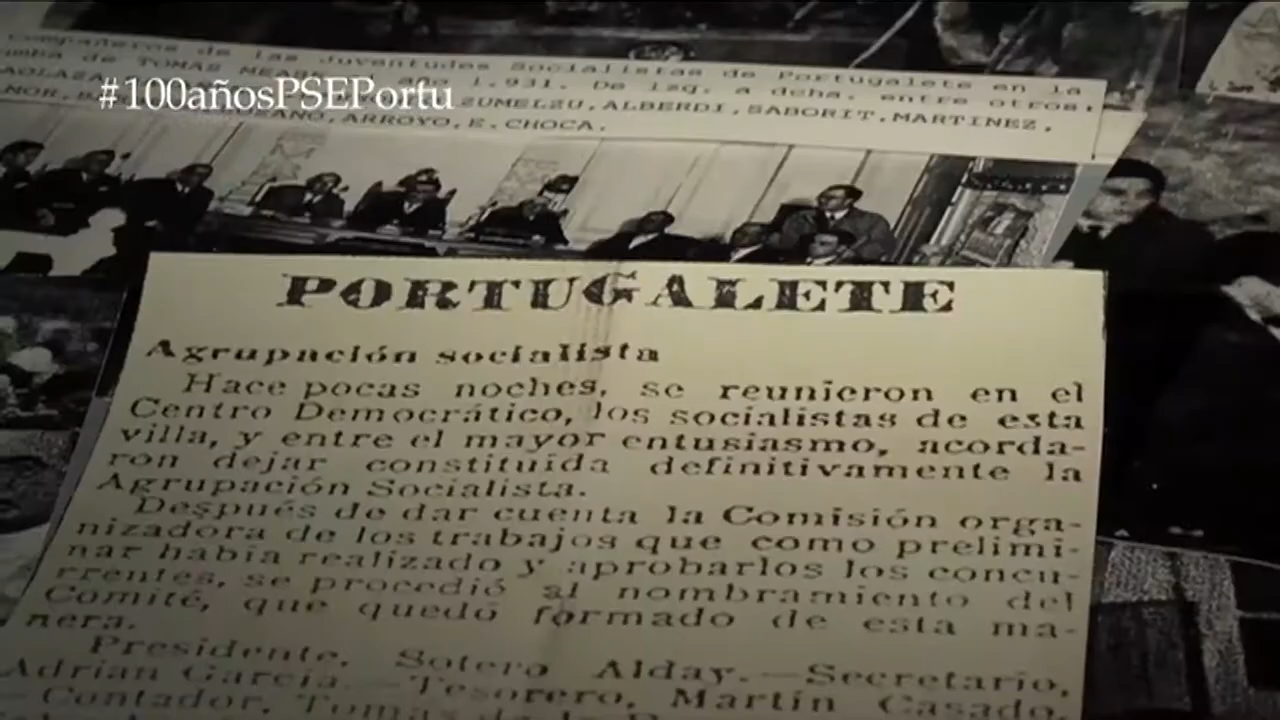 compañeros de las Juventudes Socialistas de Portugalete en la
de TOMAS 1.931. De izq. a dcha. entre otros,
#100añosPSEPortu
ZUMELZU,ALBERDI,SABORIT,MARTINEZ,
ARROYO,E.CHOCA.
PORTUGALETE
Agrupación socialista
Hace pocas noches, se reunieron en el
Centro Democrático, los socialistas de esta
villa, y entre el mayor entusiasmo, acorda-
ron dejar constituida definitivamente la
Agrupación Socialista.
Después de dar cuenta la Comisión orga-
nizadora de los trabajos que como prelimi-
nar había realizado y aprobarlos los concu-
rrentes, se procedió al nombramiento del
Comité, que quedó formado de esta ma-
nera.
Presidente, Sotero Alday.—Secretario,
Adrián García.—Tesorero, Martín Casado.
—Contador, Tomás de la